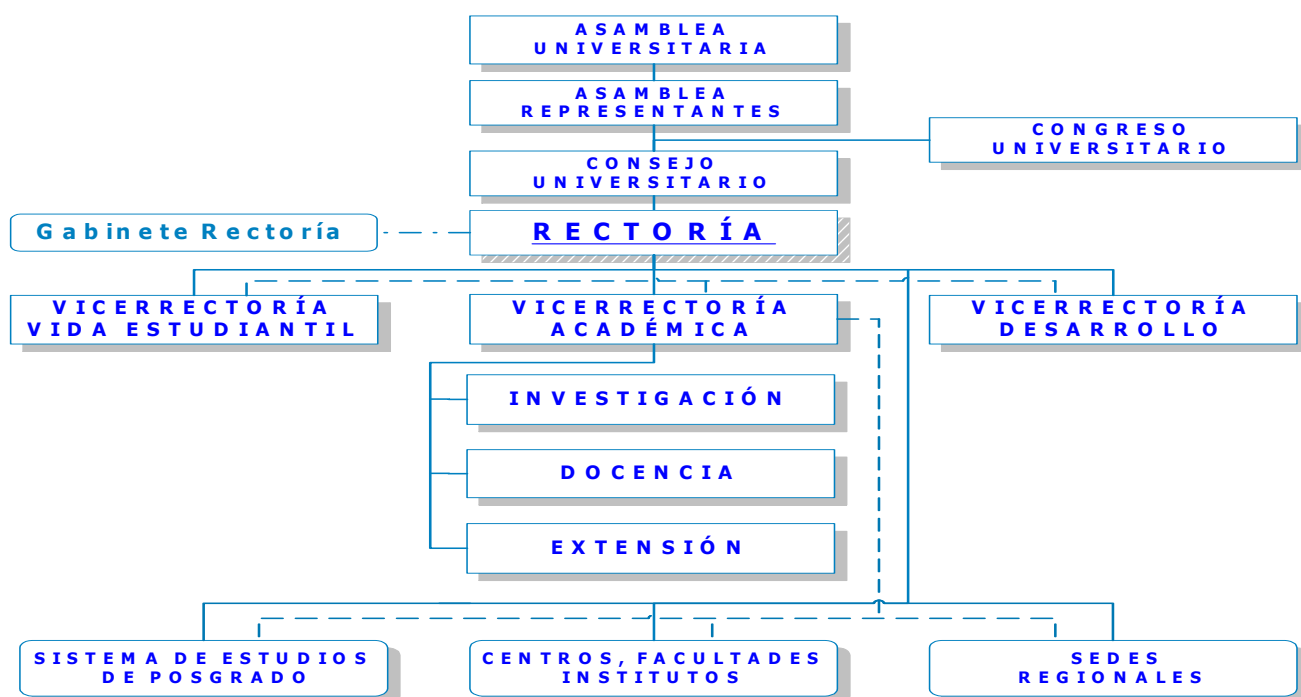 ASAMBLEA
UNIVERSITARIA
ASAMBLEA
REPRESENTANTES
CONGRESO
UNIVERSITARIO
CONSEJO
UNIVERSITARIO
Gabinete Rectoría
RECTORÍA
VICERRECTORÍA
VIDA ESTUDIANTIL
VICERRECTORÍA
ACADÉMICA
VICERRECTORÍA
DESARROLLO
INVESTIGACIÓN
DOCENCIA
EXTENSIÓN
SISTEMA DE ESTUDIOS
DE POSGRADO
CENTROS, FACULTADES
INSTITUTOS
SEDES
REGIONALES